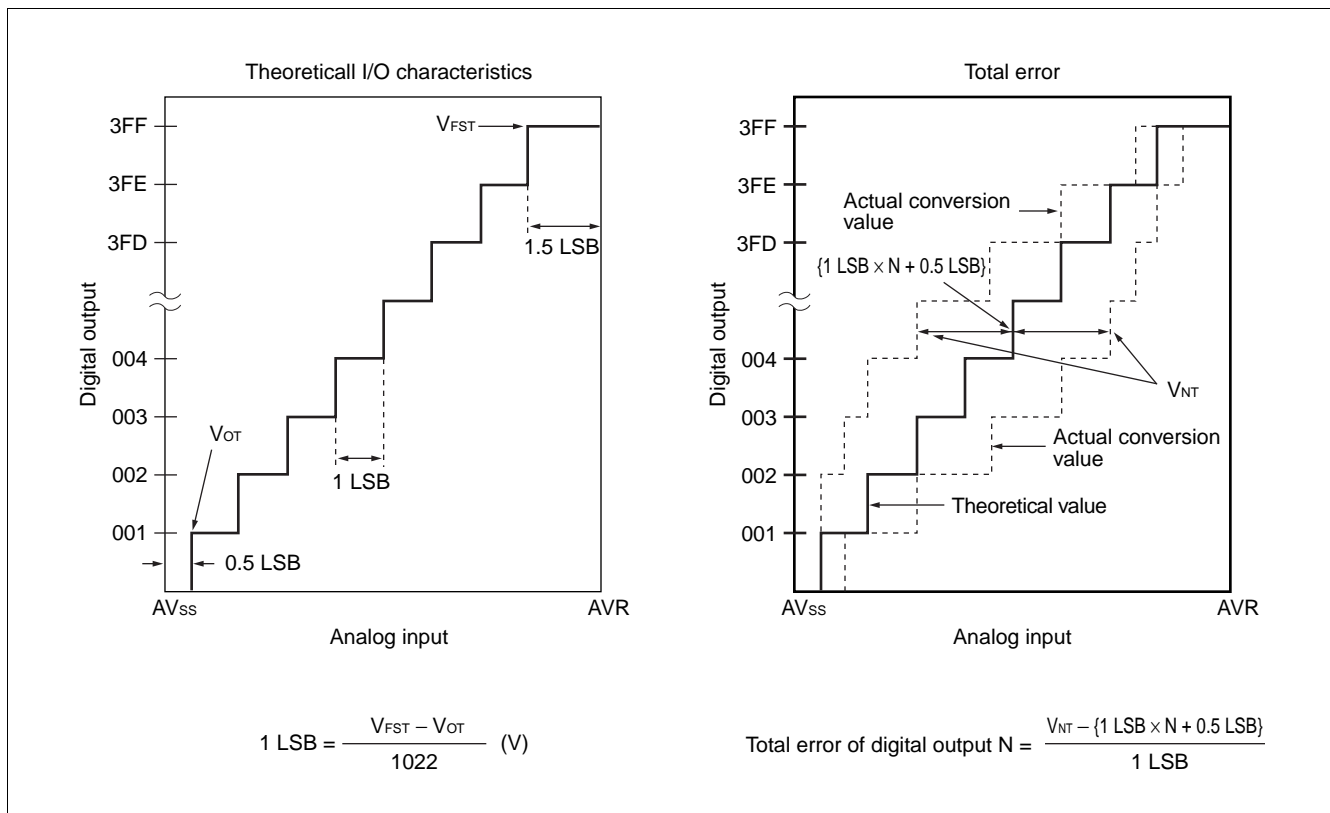 Theoreticall I/O characteristics
3FF
3FE
3FD
004
003
002
001
Digital output
VFST
1.5 LSB
VOT
1 LSB
0.5 LSB
AVSS
AVR
Analog input
1 LSB = VFST – VOT / 1022 (V)
Total error
3FF
3FE
3FD
004
003
002
001
Digital output
Actual conversion
value
{1 LSB × N + 0.5 LSB}
VNT
Actual conversion
value
Theoretical value
AVSS
AVR
Analog input
Total error of digital output N = VNT – {1 LSB × N + 0.5 LSB} / 1 LSB